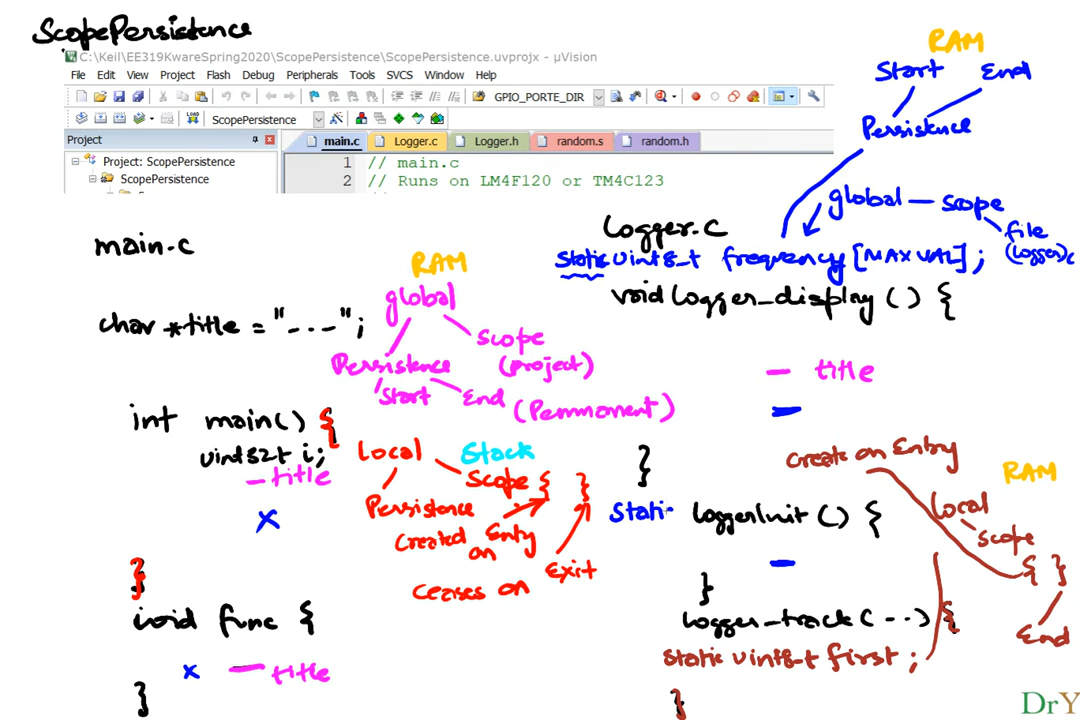 ScopePersistence
C:\Keil\EE319KwareSpring2020\ScopePersistence\ScopePersistence.uvprojx - µVision
File Edit View Project Flash Debug Peripherals Tools SVCS Window Help
GPIO_PORTE_DIR
LOAD ScopePersistence
Project
main.c Logger.c Logger.h random.s random.h
Project: ScopePersistence
ScopePersistence
1 // main.c
2 // Runs on LM4F120 or TM4C123
RAM
Start End
Persistence
global — scope
file
(Logger.c
main.c
char *title = "---";
RAM
global
Persistence
Scope
(project)
Start End (Permanent)
int main() {
uint32t i;
— title
x
Local Stack
Scope { }
Persistence
Created Entry
on
Ceases on Exit
}
void func {
x — title
}
Logger.c
Static uint8_t frequency [MAXVAL];
void Logger_display () {
— title
—
}
Create on Entry
RAM
Local
scope
{ }
End
Stati. LoggerInit () {
—
}
Logger_track (--) {
Static uint8_t first ;
}
DrY